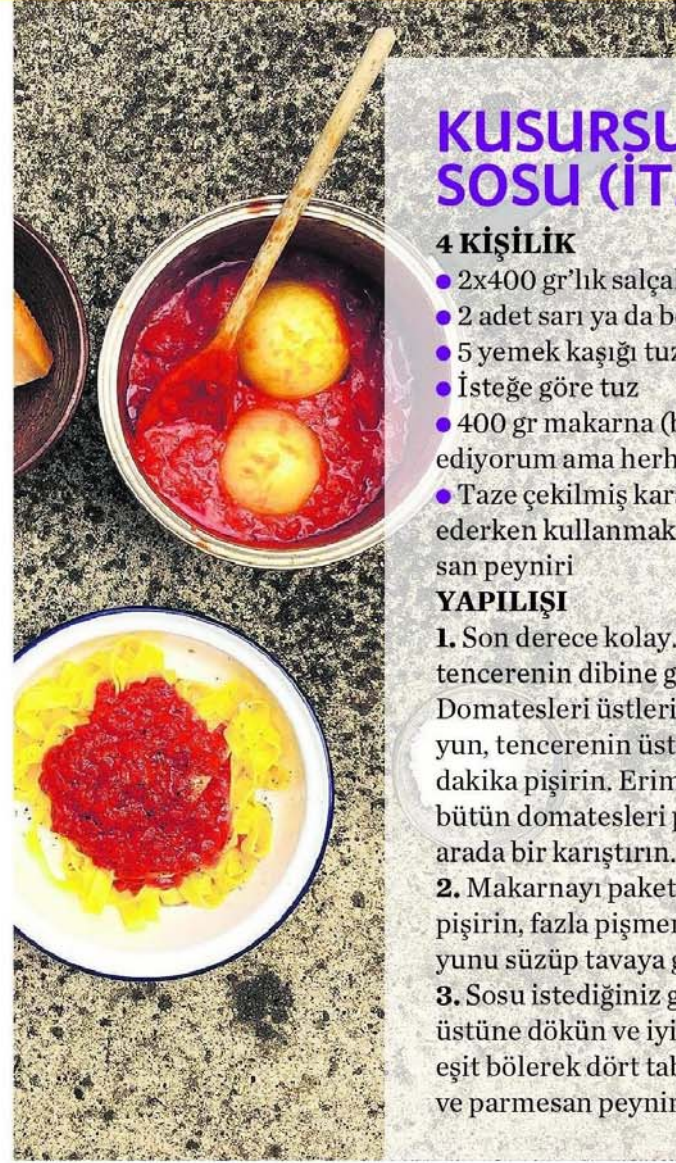 KUSURSU
SOSU (İT
4 KİŞİLİK
● 2x400 gr’lık salçal
● 2 adet sarı ya da b
● 5 yemek kaşığı tuz
● İsteğe göre tuz
● 400 gr makarna (b
ediyorum ama herh
● Taze çekilmiş kar
ederken kullanmak
san peyniri
YAPILIŞI
1. Son derece kolay.
tencerenin dibine g
Domatesleri üstleri
yun, tencerenin üst
dakika pişirin. Erim
bütün domatesleri p
arada bir karıştırın.
2. Makarnayı paket
pişirin, fazla pişmer
yunu süzüp tavaya g
3. Sosu istediğiniz g
üstüne dökün ve iyi
eşit bölerek dört tab
ve parmesan peynir